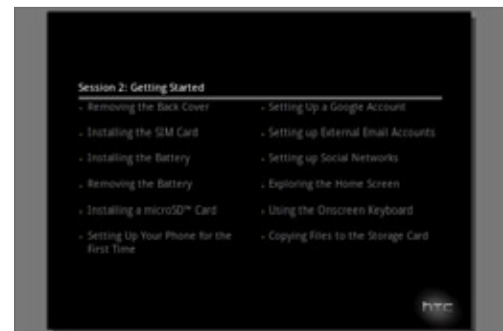 Session 2: Getting Started
- Removing the Back Cover
- Installing the SIM Card
- Installing the Battery
- Removing the Battery
- Installing a microSD™ Card
- Setting Up Your Phone for the
First Time
- Setting Up a Google Account
- Setting up External Email Accounts
- Setting up Social Networks
- Exploring the Home Screen
- Using the Onscreen Keyboard
- Copying Files to the Storage Card
hTC